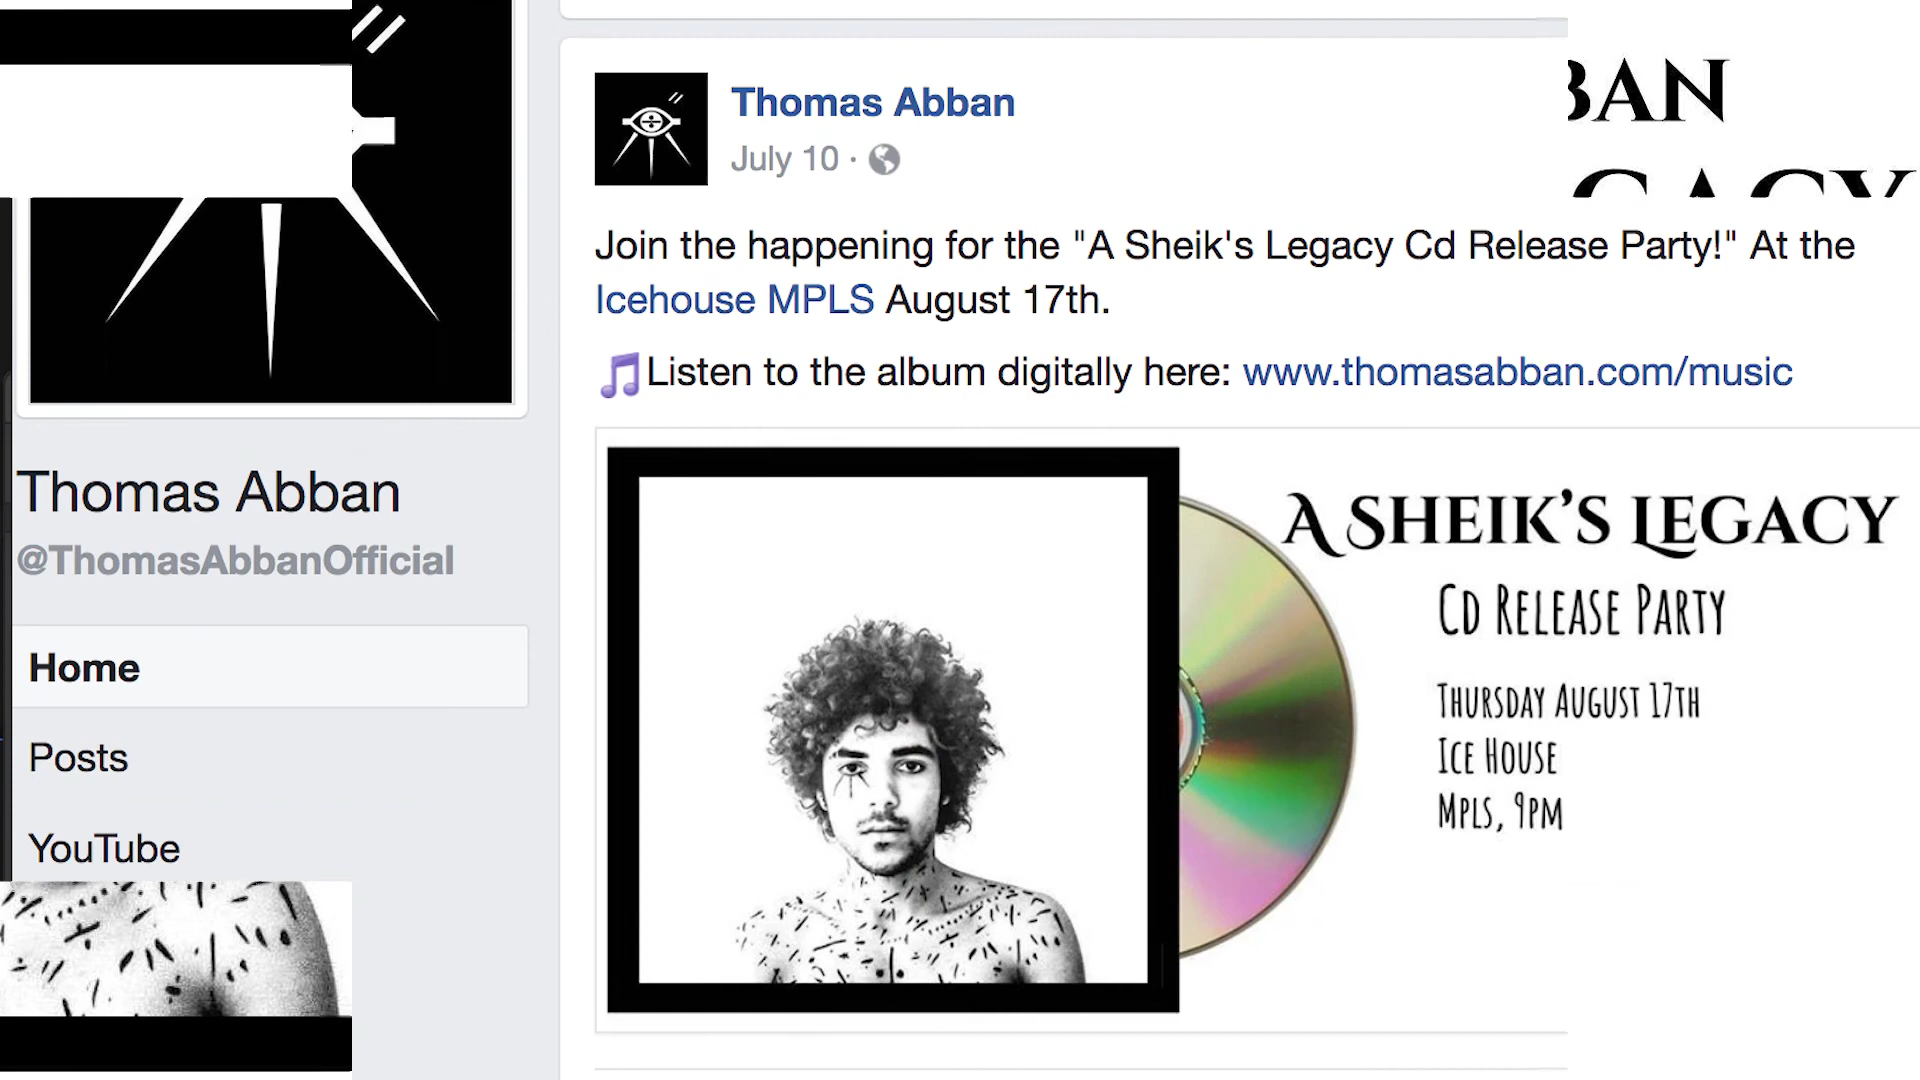 Thomas Abban
July 10 ·
BAN
GACY
Join the happening for the "A Sheik's Legacy Cd Release Party!" At the
Icehouse MPLS August 17th.
🎵Listen to the album digitally here: www.thomasabban.com/music
A SHEIK'S LEGACY
CD RELEASE PARTY
THURSDAY AUGUST 17TH
ICE HOUSE
MPLS, 9PM
Thomas Abban
@ThomasAbbanOfficial
Home
Posts
YouTube